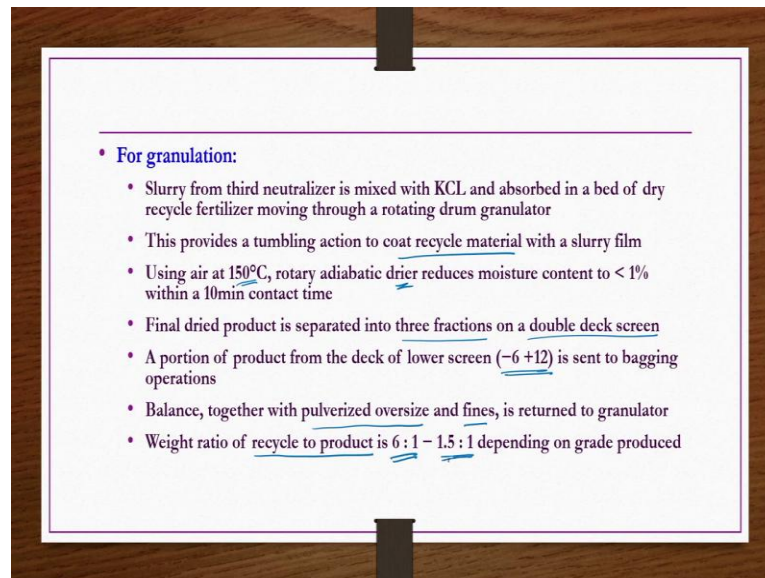 • For granulation:
• Slurry from third neutralizer is mixed with KCL and absorbed in a bed of dry
recycle fertilizer moving through a rotating drum granulator
• This provides a tumbling action to coat recycle material with a slurry film
• Using air at 150°C, rotary adiabatic drier reduces moisture content to < 1%
within a 10min contact time
• Final dried product is separated into three fractions on a double deck screen
• A portion of product from the deck of lower screen (−6 +12) is sent to bagging
operations
• Balance, together with pulverized oversize and fines, is returned to granulator
• Weight ratio of recycle to product is 6 : 1 – 1.5 : 1 depending on grade produced